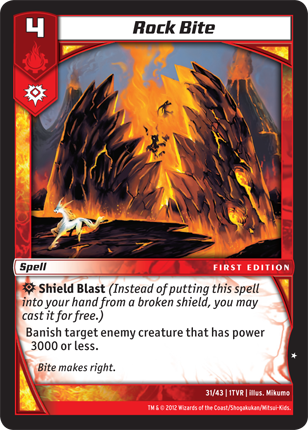 4
Rock Bite
Spell
FIRST EDITION
Shield Blast (Instead of putting this spell
into your hand from a broken shield, you may
cast it for free.)
Banish target enemy creature that has power
3000 or less.
Bite makes right.
31/43 | 1TVR | illus. Mikumo
TM & © 2012 Wizards of the Coast/Shogakukan/Mitsui-Kids.